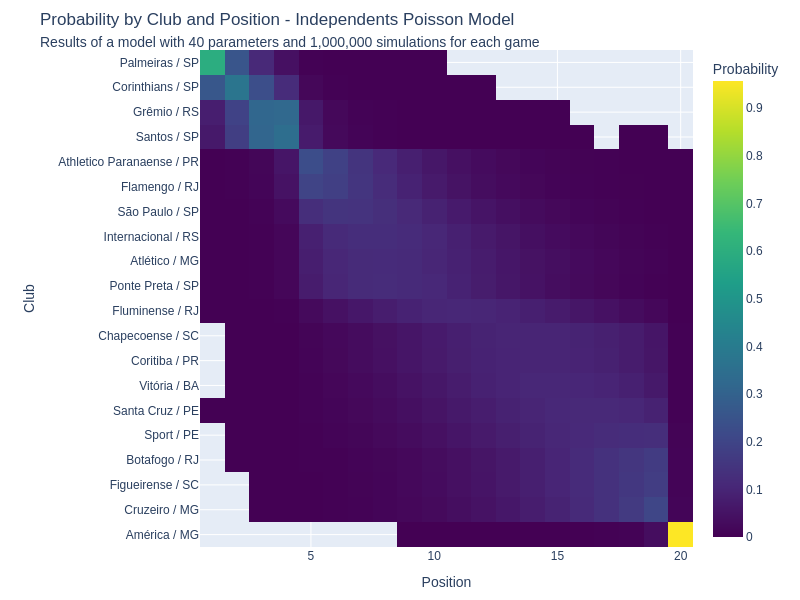 Probability by Club and Position - Independents Poisson Model
Results of a model with 40 parameters and 1,000,000 simulations for each game
Probability
Palmeiras / SP
Corinthians / SP
Grêmio / RS
Santos / SP
Athletico Paranaense / PR
Flamengo / RJ
São Paulo / SP
Internacional / RS
Atlético / MG
Ponte Preta / SP
Fluminense / RJ
Chapecoense / SC
Coritiba / PR
Vitória / BA
Santa Cruz / PE
Sport / PE
Botafogo / RJ
Figueirense / SC
Cruzeiro / MG
América / MG
Club
5
10
15
20
Position
0.9
0.8
0.7
0.6
0.5
0.4
0.3
0.2
0.1
0